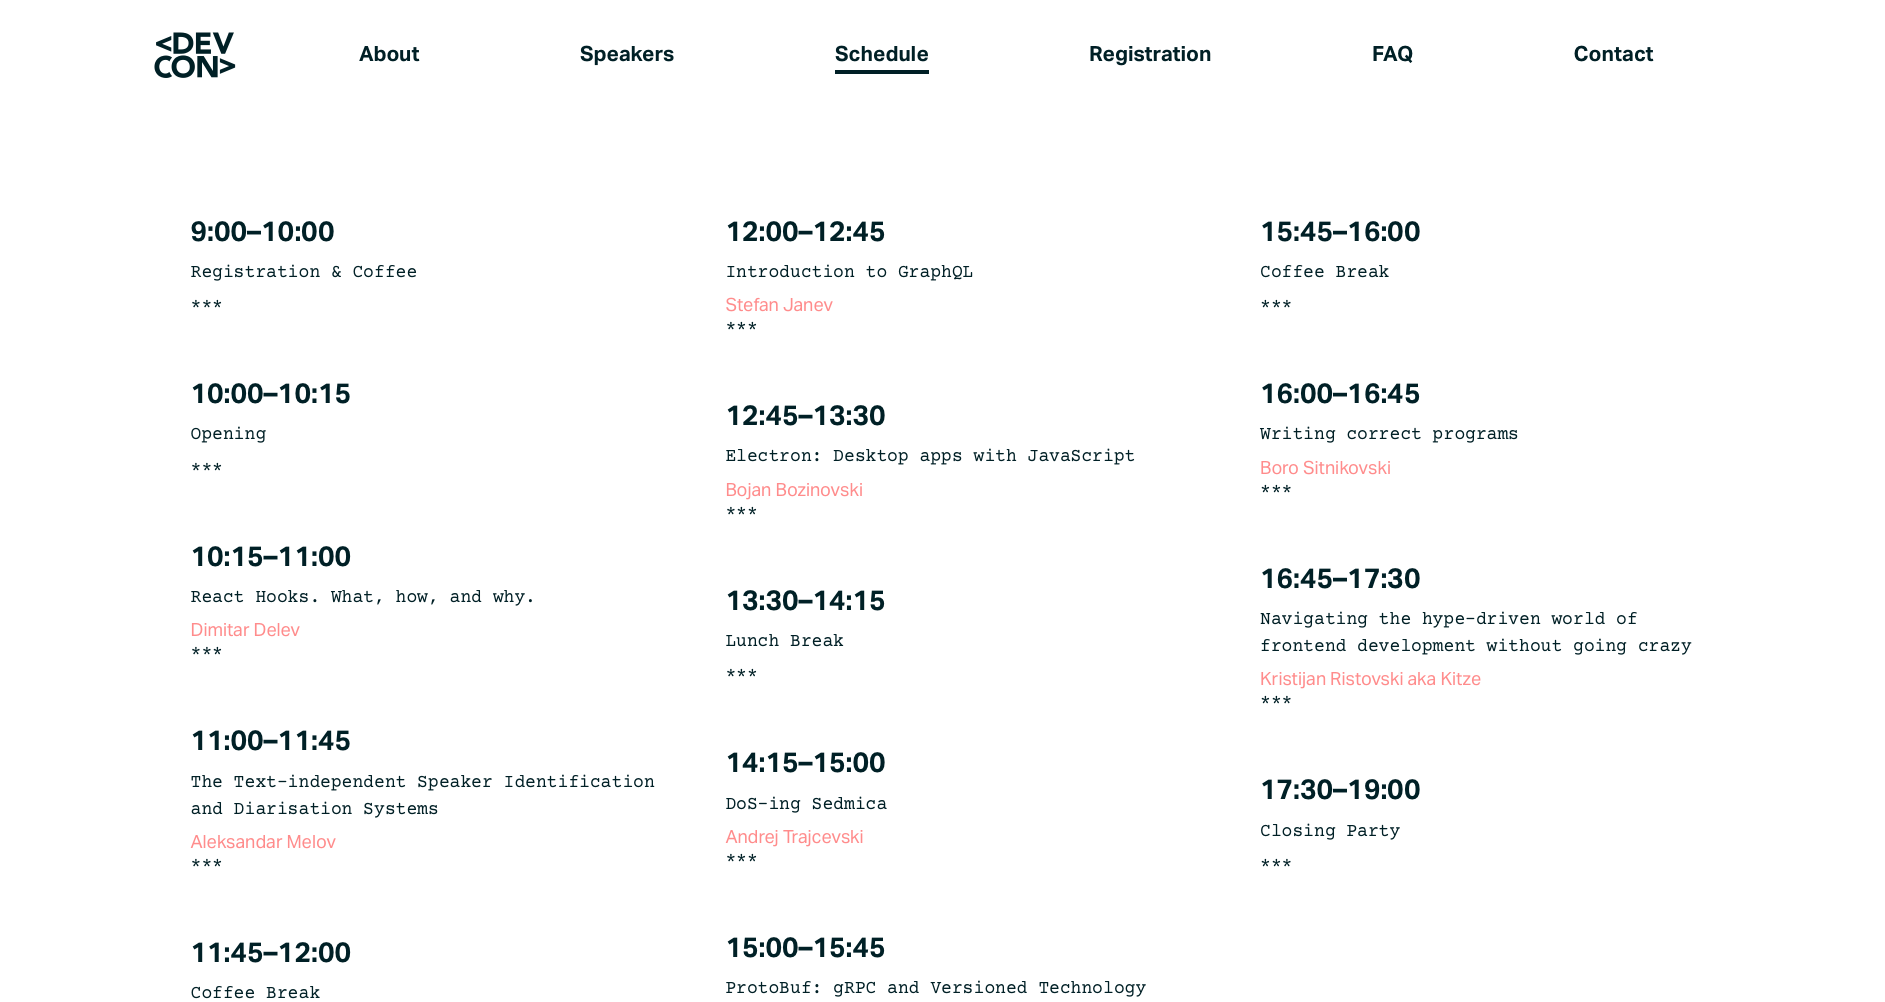 <DEV
CON>
About
Speakers
Schedule
Registration
FAQ
Contact
9:00–10:00
Registration & Coffee
***
10:00–10:15
Opening
***
10:15–11:00
React Hooks. What, how, and why.
Dimitar Delev
***
11:00–11:45
The Text-independent Speaker Identification
and Diarisation Systems
Aleksandar Melov
***
11:45–12:00
Coffee Break
12:00–12:45
Introduction to GraphQL
Stefan Janev
***
12:45–13:30
Electron: Desktop apps with JavaScript
Bojan Bozinovski
***
13:30–14:15
Lunch Break
***
14:15–15:00
DoS-ing Sedmica
Andrej Trajcevski
***
15:00–15:45
ProtoBuf: gRPC and Versioned Technology
15:45–16:00
Coffee Break
***
16:00–16:45
Writing correct programs
Boro Sitnikovski
***
16:45–17:30
Navigating the hype-driven world of
frontend development without going crazy
Kristijan Ristovski aka Kitze
***
17:30–19:00
Closing Party
***